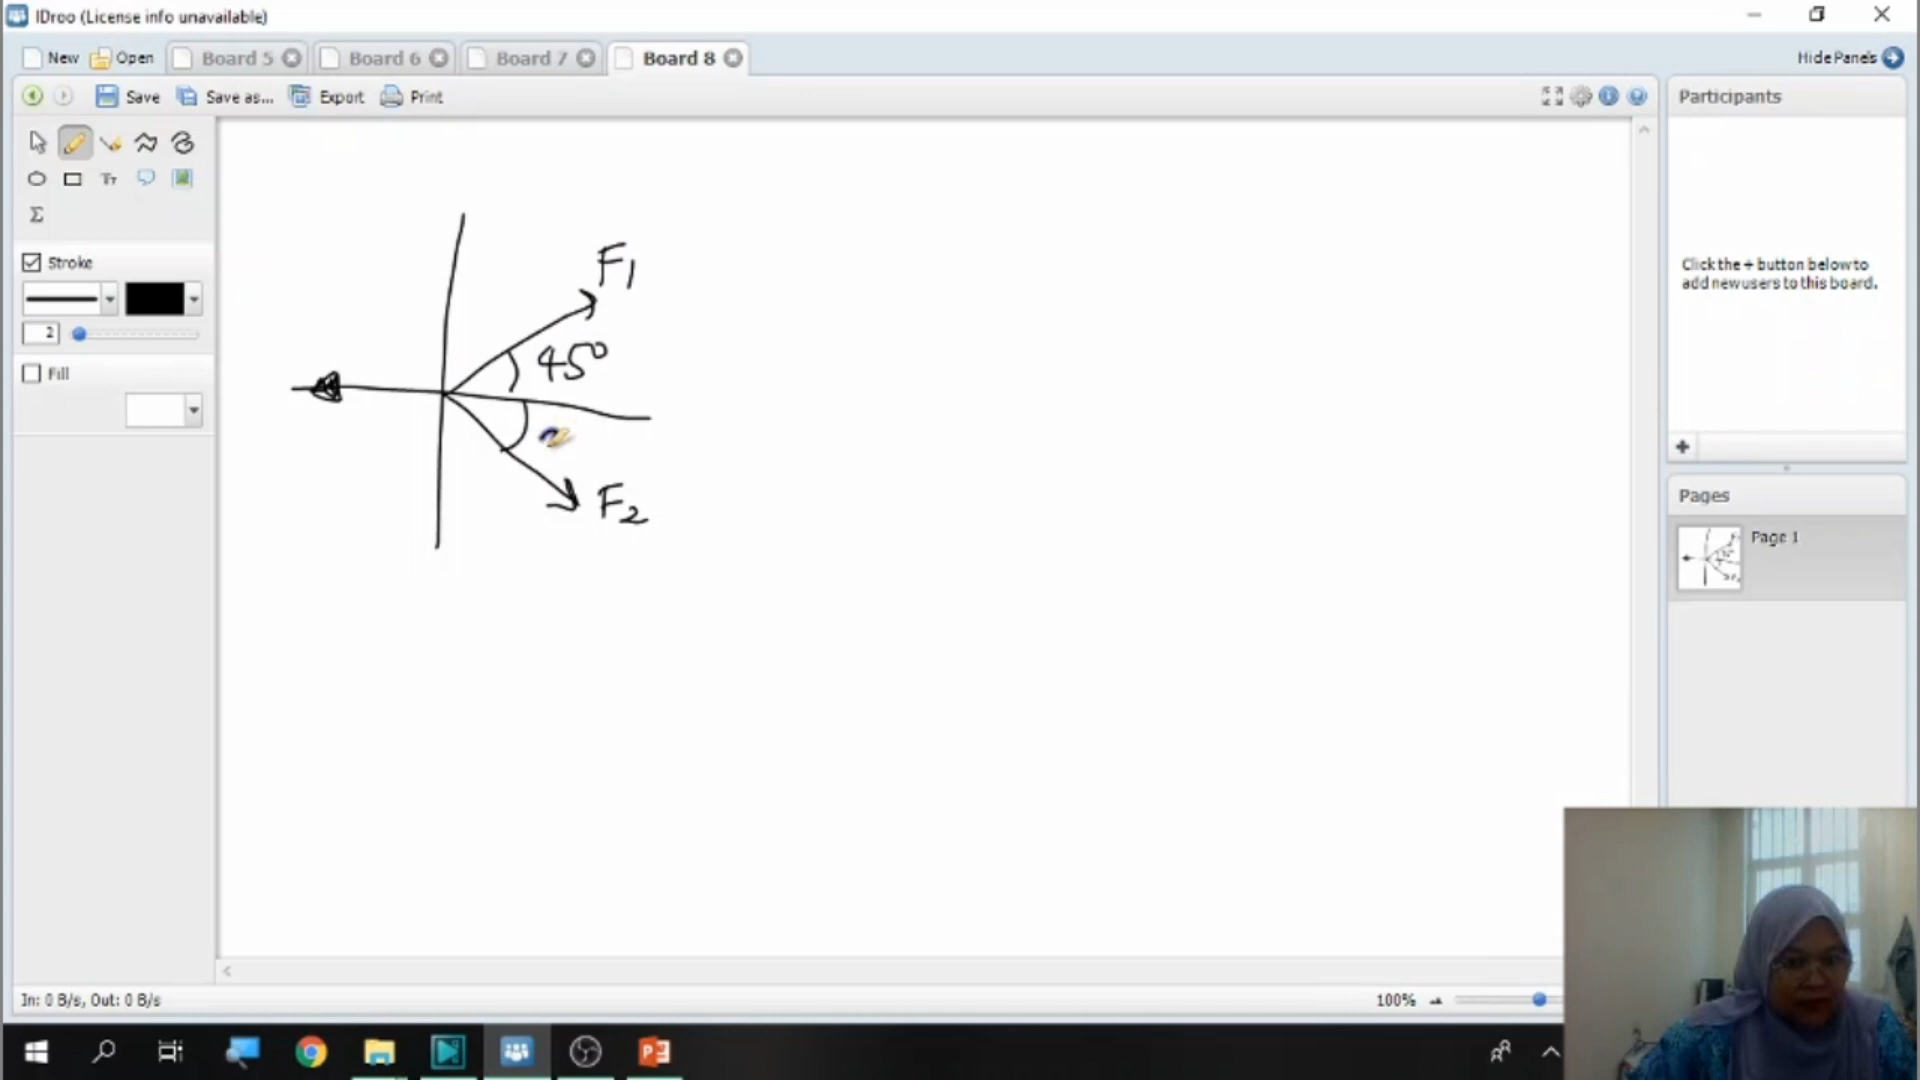 IDroo (License info unavailable)
New Open Board 5 Board 6 Board 7 Board 8 Hide Panels
Save Save as... Export Print
Participants
Tт
Σ
Stroke
2
Fill
Click the + button below to
add new users to this board.
F1
45°
F2
Pages
Page 1
In: 0 B/s, Out: 0 B/s
100%